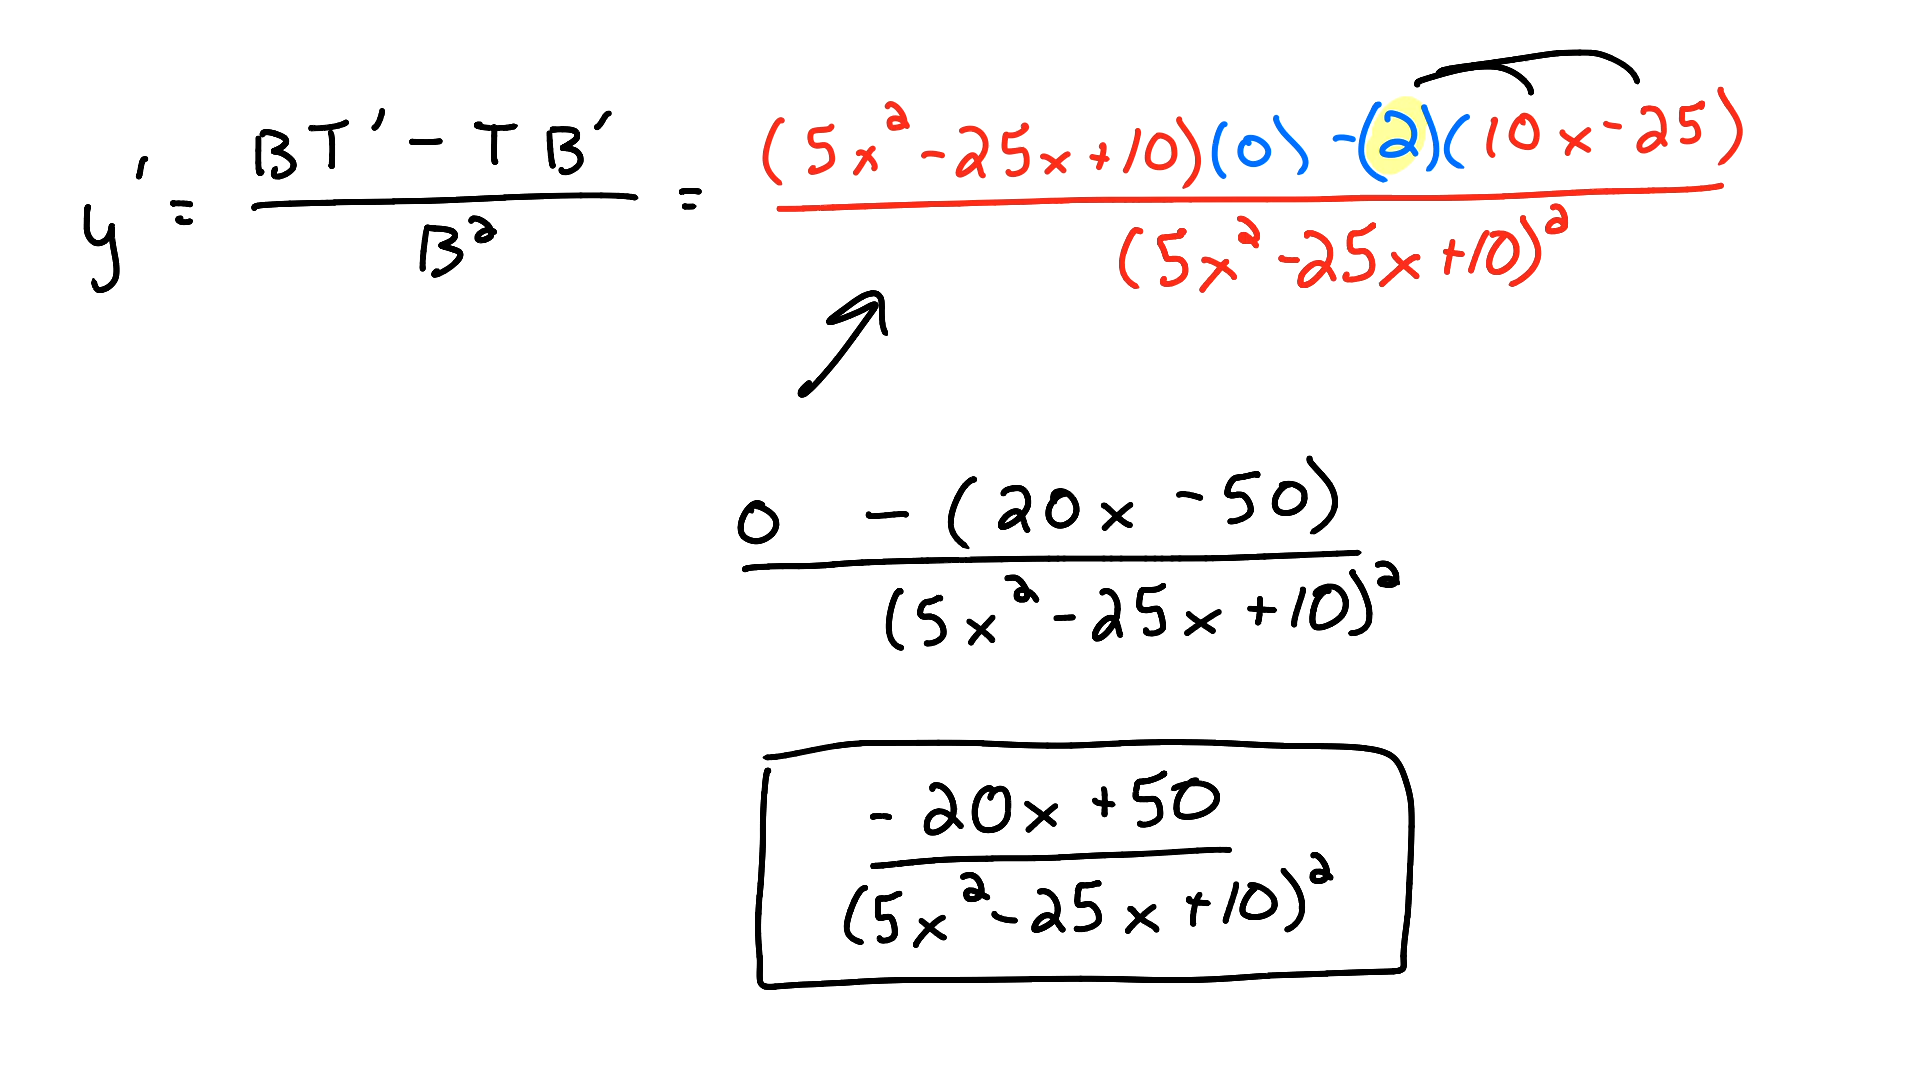 y' = BT' - TB' / B² = (5x² - 25x + 10)(0) - (2)(10x - 25) / (5x² - 25x + 10)²
0 - (20x - 50) / (5x² - 25x + 10)²
-20x + 50 / (5x² - 25x + 10)²